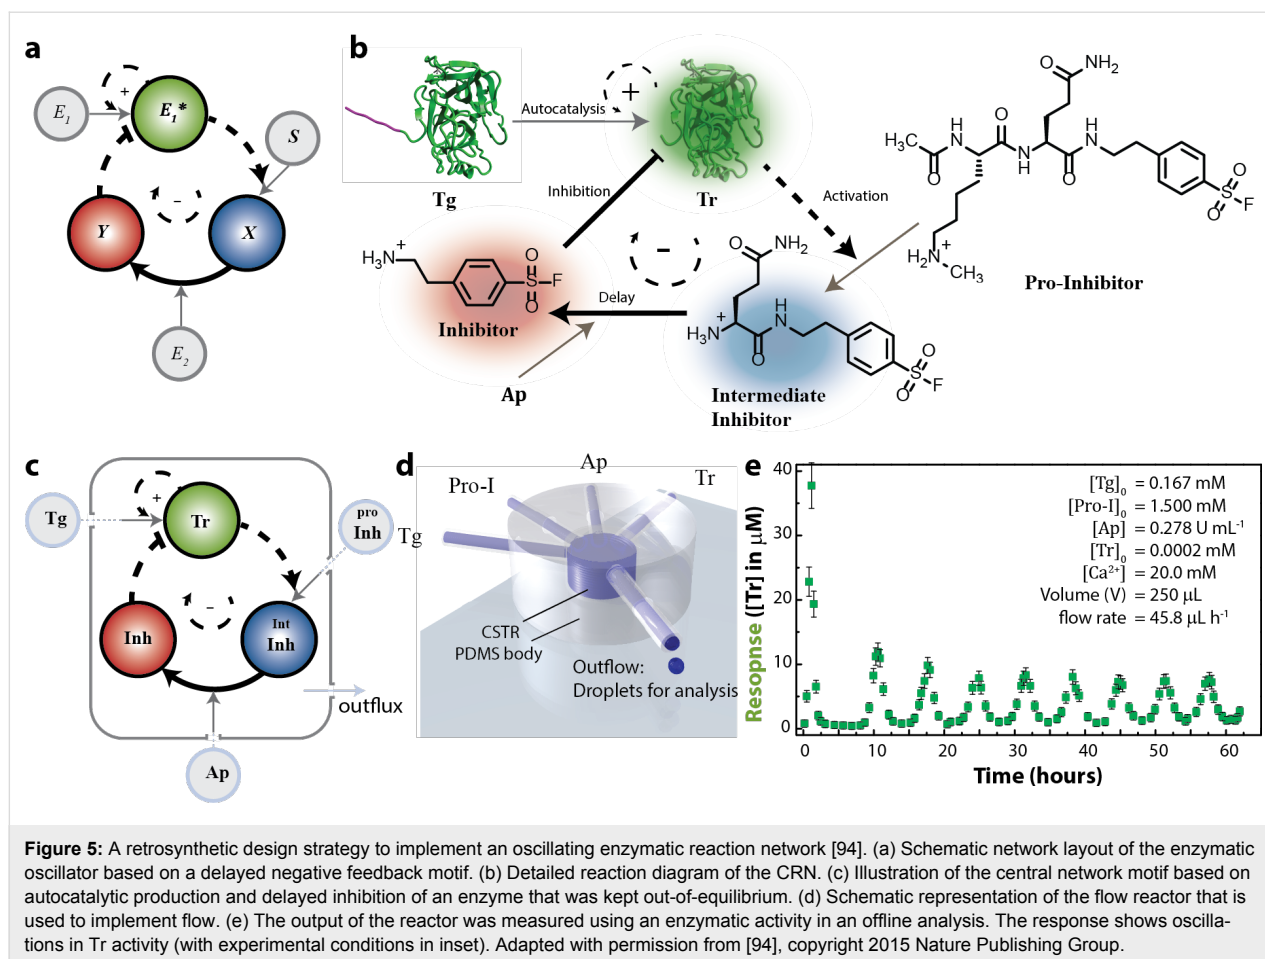 a
E1
+
E1*
S
Y
-
X
E2
b
Tg
Autocatalysis
+
Tr
Inhibition
Activation
-
H3N
+
S
O
O
F
Inhibitor
Delay
Ap
O
NH2
H3N
+
O
H
N
S
O
O
F
Intermediate
Inhibitor
O
NH2
H3C
O
H
N
O
N
H
O
H
N
S
O
O
F
H2N
+
CH3
Pro-Inhibitor
c
Tg
+
Tr
pro
Inh
Inh
-
Int
Inh
outflux
Ap
d
Ap
Pro-I
Tr
Tg
CSTR
PDMS body
Outflow:
Droplets for analysis
e
Resopnse ([Tr] in μM)
40
30
20
10
0
[Tg]0 = 0.167 mM
[Pro-I]0 = 1.500 mM
[Ap] = 0.278 U mL-1
[Tr]0 = 0.0002 mM
[Ca2+] = 20.0 mM
Volume (V) = 250 μL
flow rate = 45.8 μL h-1
0 10 20 30 40 50 60
Time (hours)
Figure 5: A retrosynthetic design strategy to implement an oscillating enzymatic reaction network [94]. (a) Schematic network layout of the enzymatic
oscillator based on a delayed negative feedback motif. (b) Detailed reaction diagram of the CRN. (c) Illustration of the central network motif based on
autocatalytic production and delayed inhibition of an enzyme that was kept out-of-equilibrium. (d) Schematic representation of the flow reactor that is
used to implement flow. (e) The output of the reactor was measured using an enzymatic activity in an offline analysis. The response shows oscilla-
tions in Tr activity (with experimental conditions in inset). Adapted with permission from [94], copyright 2015 Nature Publishing Group.